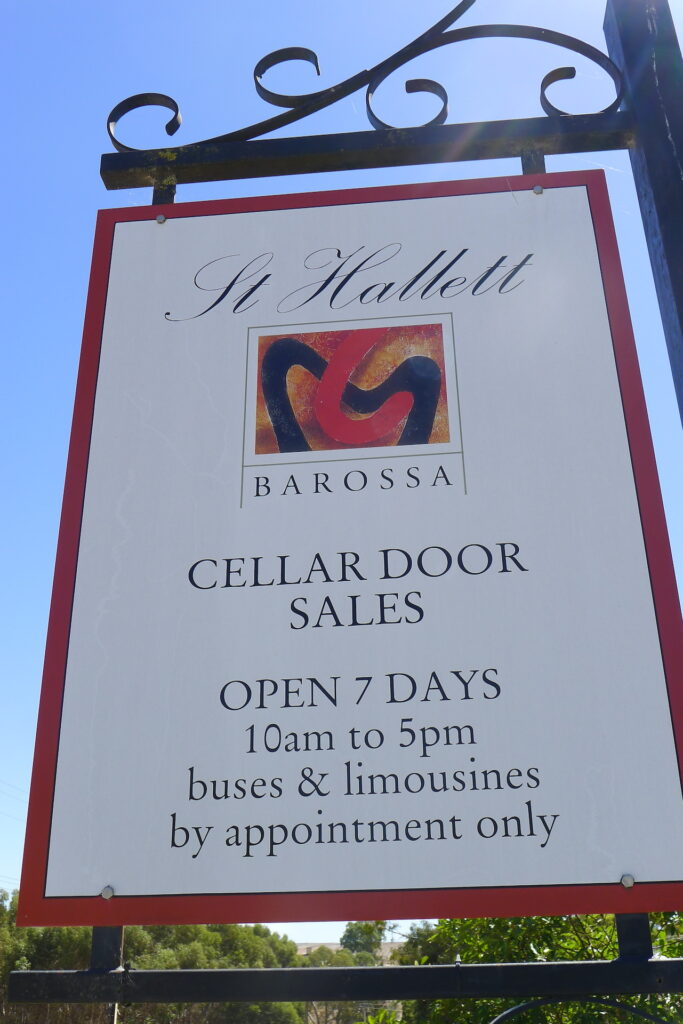 St Hallett
BAROSSA
CELLAR DOOR
SALES
OPEN 7 DAYS
10am to 5pm
buses & limousines
by appointment only